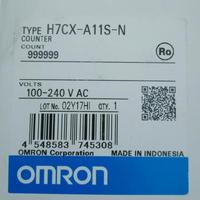 TYPE H7CX-A11S-N
COUNTER
COUNT
999999
Ro
VOLTS
100-240 V AC
LOT No. 02Y17HI QTY. 1
4 548583 745308
OMRON Corporation MADE IN INDONESIA
OMRON